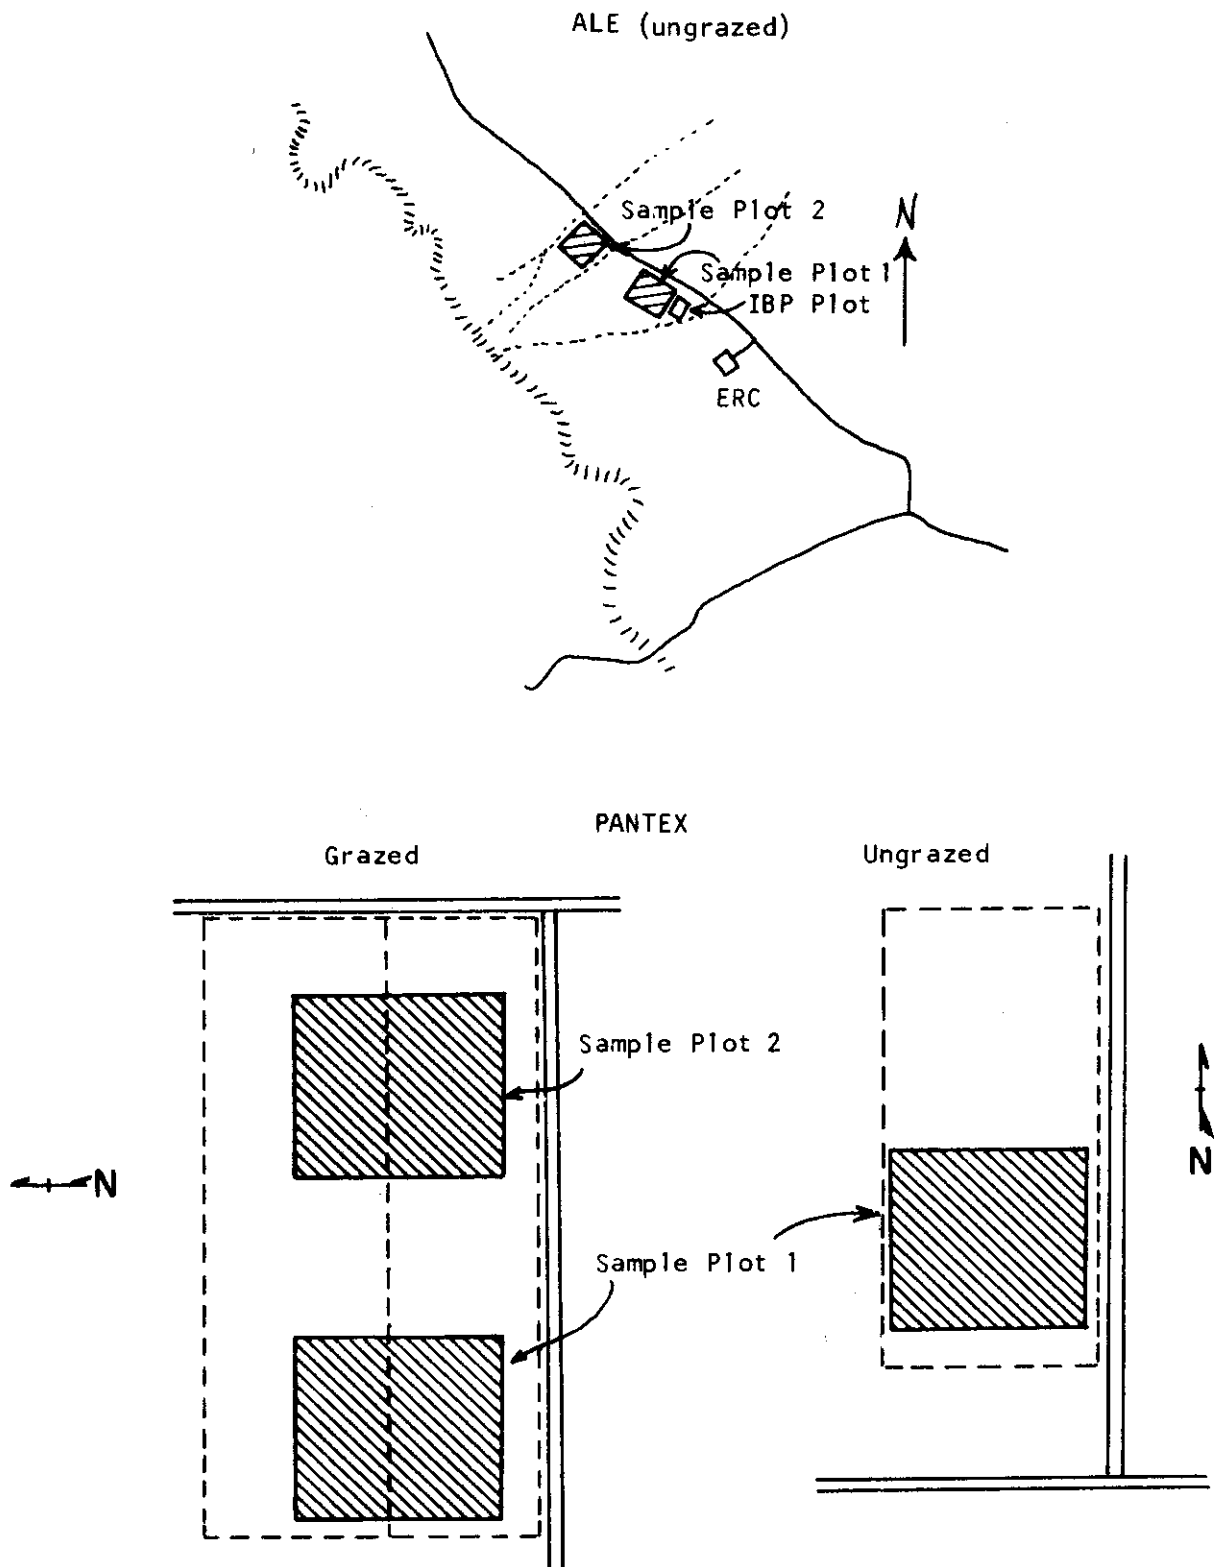 ALE (ungrazed)
Sample Plot 2
N
Sample Plot 1
IBP Plot
ERC
PANTEX
Grazed
Ungrazed
Sample Plot 2
N
N
Sample Plot 1